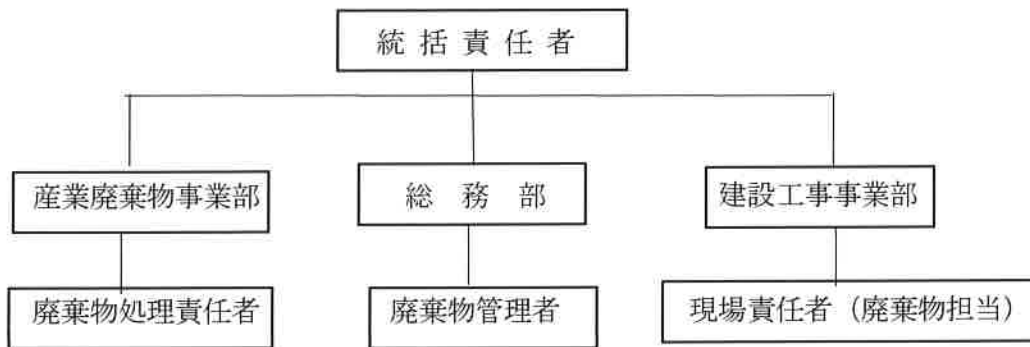 統括責任者
産業廃棄物事業部
総務部
建設工事事業部
廃棄物処理責任者
廃棄物管理者
現場責任者（廃棄物担当）